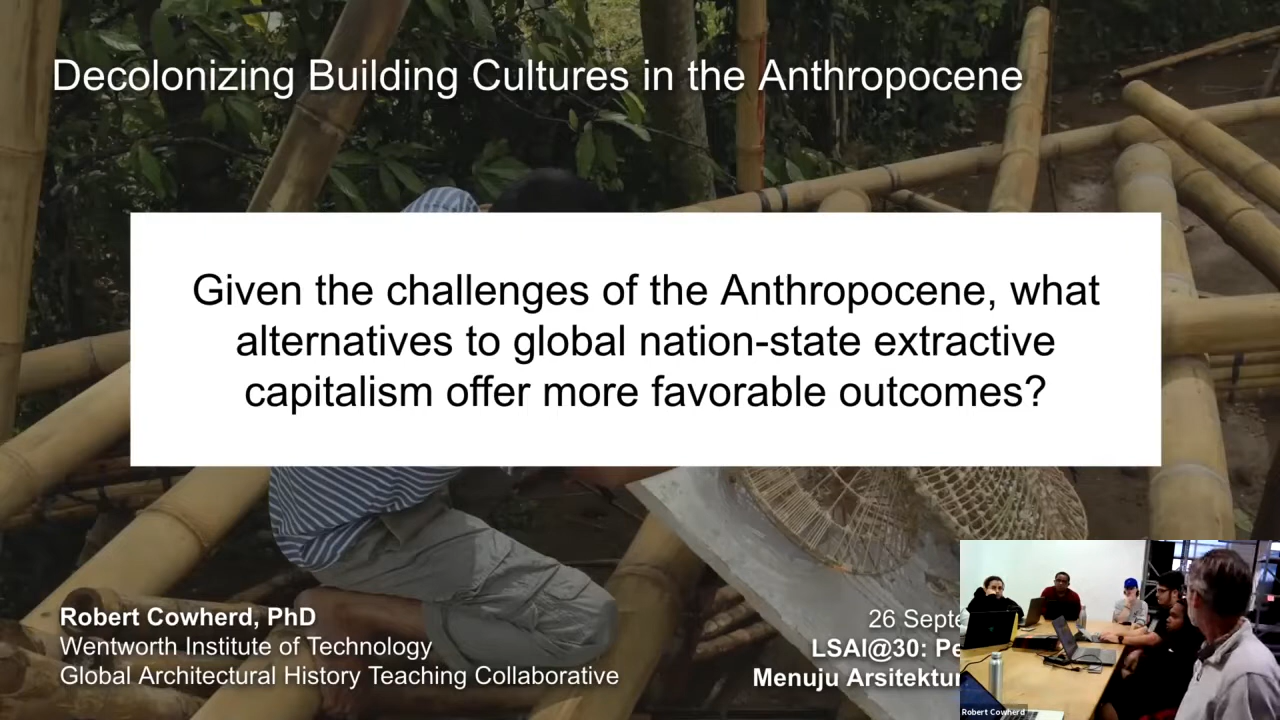 Decolonizing Building Cultures in the Anthropocene
Given the challenges of the Anthropocene, what
alternatives to global nation-state extractive
capitalism offer more favorable outcomes?
Robert Cowherd, PhD
Wentworth Institute of Technology
Global Architectural History Teaching Collaborative
26
LSAI@30:
Menuju
Robert Cowherd